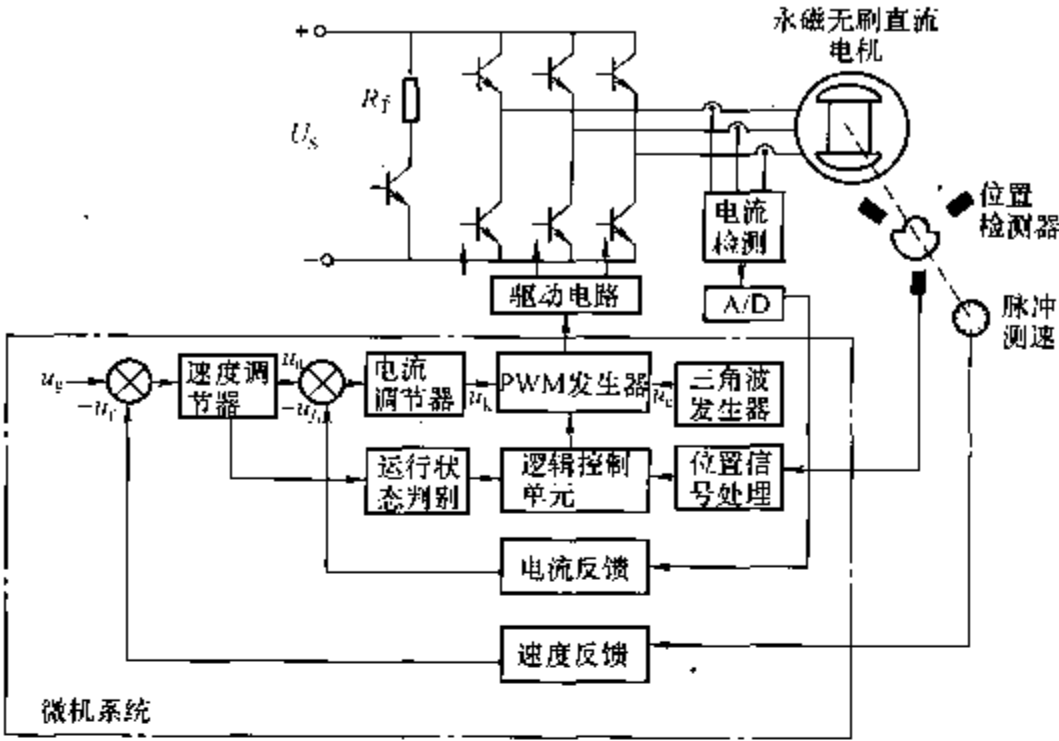 永磁无刷直流
电机
+
R_f
U_s
−
电流
检测
位置
检测器
驱动电路
A/D
脉冲
测速
u_g
−u_f
速度调
节器
电流
调节器
u_k
PWM发生器
u_c
三角波
发生器
运行状
态判别
逻辑控制
单元
位置信
号处理
电流反馈
速度反馈
微机系统